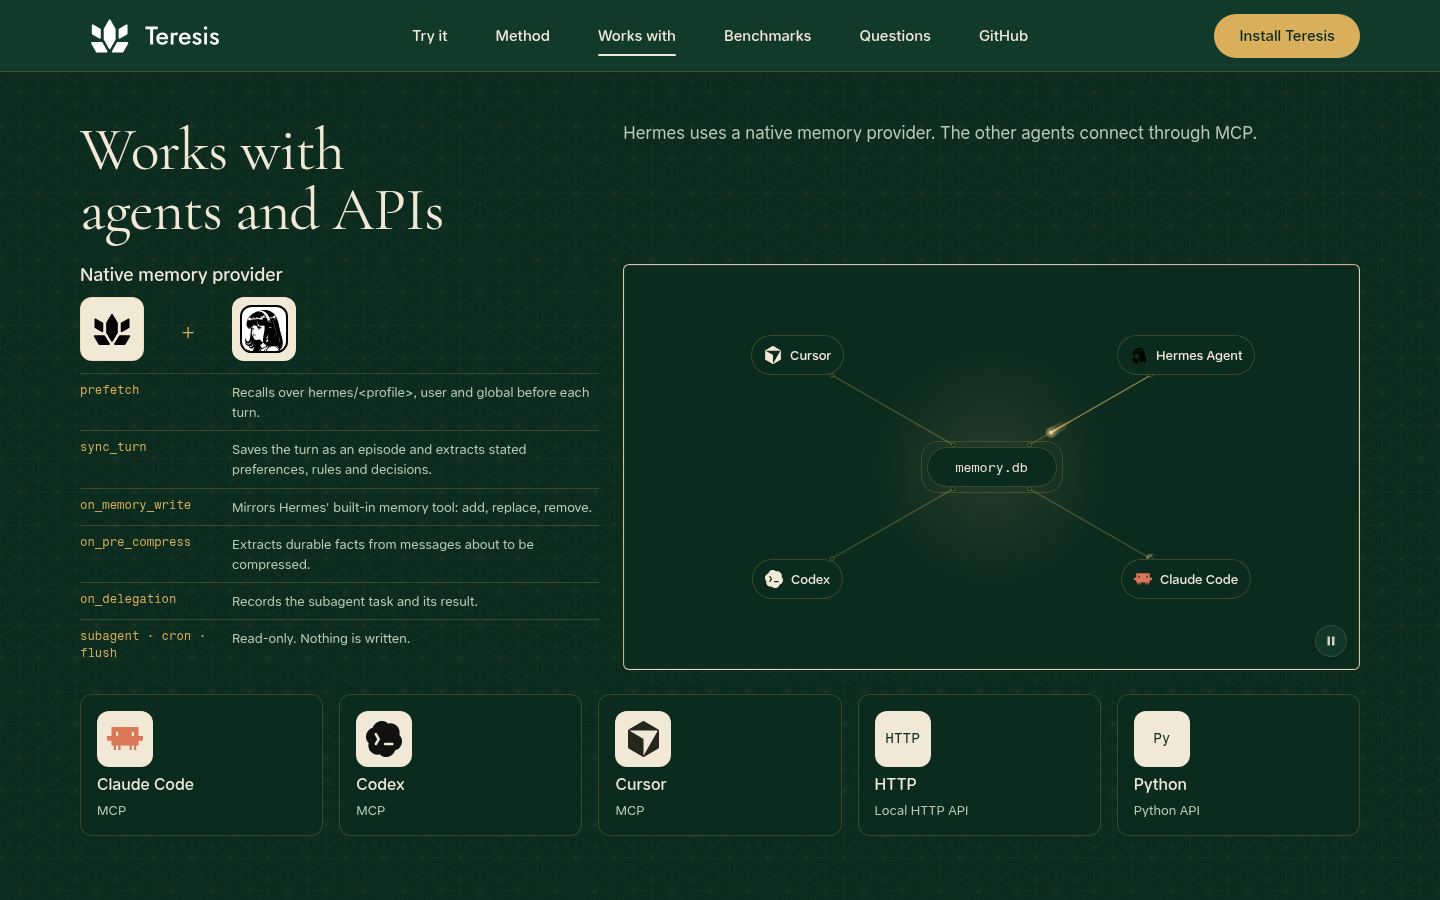 Teresis
Try it
Method
Works with
Benchmarks
Questions
GitHub
Install Teresis
Works with
agents and APIs
Hermes uses a native memory provider. The other agents connect through MCP.
Native memory provider
+
prefetch
Recalls over hermes/<profile>, user and global before each
turn.
sync_turn
Saves the turn as an episode and extracts stated
preferences, rules and decisions.
on_memory_write
Mirrors Hermes' built-in memory tool: add, replace, remove.
on_pre_compress
Extracts durable facts from messages about to be
compressed.
on_delegation
Records the subagent task and its result.
subagent · cron ·
flush
Read-only. Nothing is written.
Cursor
Hermes Agent
memory.db
Codex
Claude Code
Claude Code
MCP
Codex
MCP
Cursor
MCP
HTTP
HTTP
Local HTTP API
Py
Python
Python API